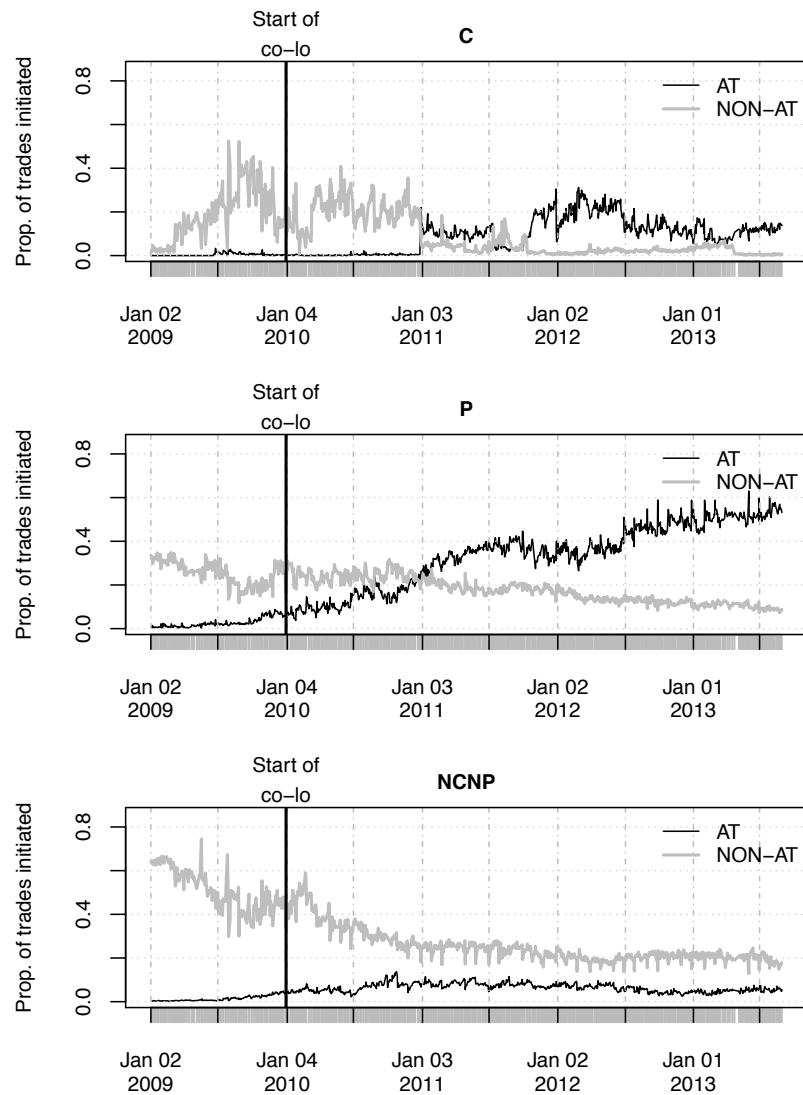 Start of
co-lo
C
Prop. of trades initiated
0.8
0.4
0.0
AT
NON−AT
Jan 02
2009
Jan 04
2010
Jan 03
2011
Jan 02
2012
Jan 01
2013
Start of
co-lo
P
Prop. of trades initiated
0.8
0.4
0.0
AT
NON−AT
Jan 02
2009
Jan 04
2010
Jan 03
2011
Jan 02
2012
Jan 01
2013
Start of
co-lo
NCNP
Prop. of trades initiated
0.8
0.4
0.0
AT
NON−AT
Jan 02
2009
Jan 04
2010
Jan 03
2011
Jan 02
2012
Jan 01
2013